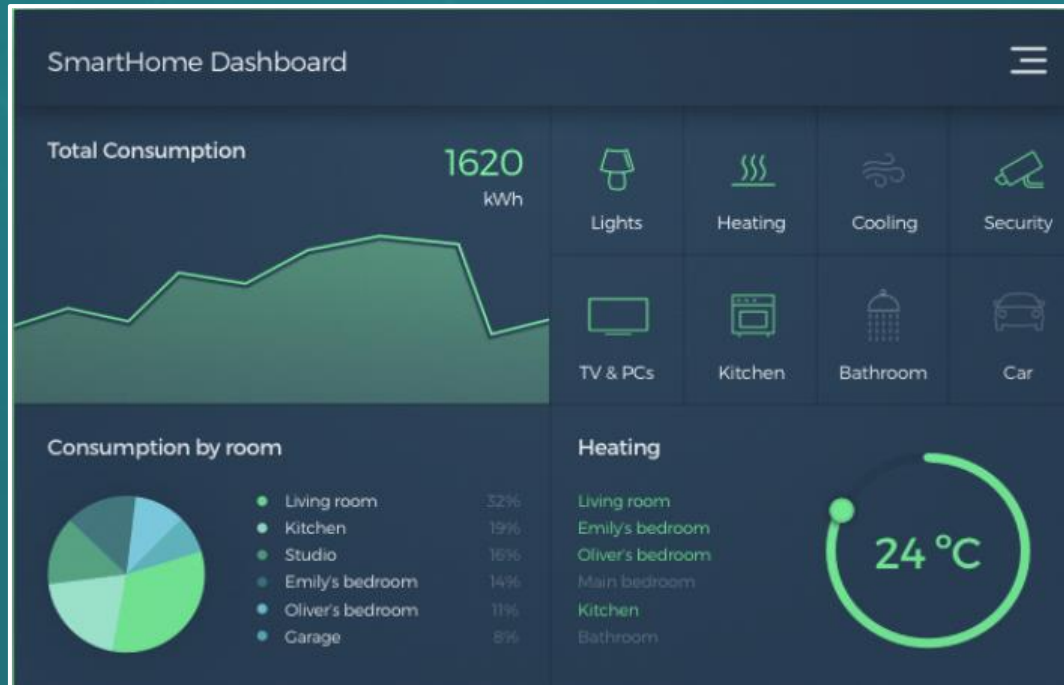 SmartHome Dashboard
Total Consumption
1620
kWh
Lights
Heating
Cooling
Security
TV & PCs
Kitchen
Bathroom
Car
Consumption by room
Living room 32%
Kitchen 19%
Studio 16%
Emily's bedroom 14%
Oliver's bedroom 11%
Garage 8%
Heating
Living room
Emily's bedroom
Oliver's bedroom
Main bedroom
Kitchen
Bathroom
24 °C